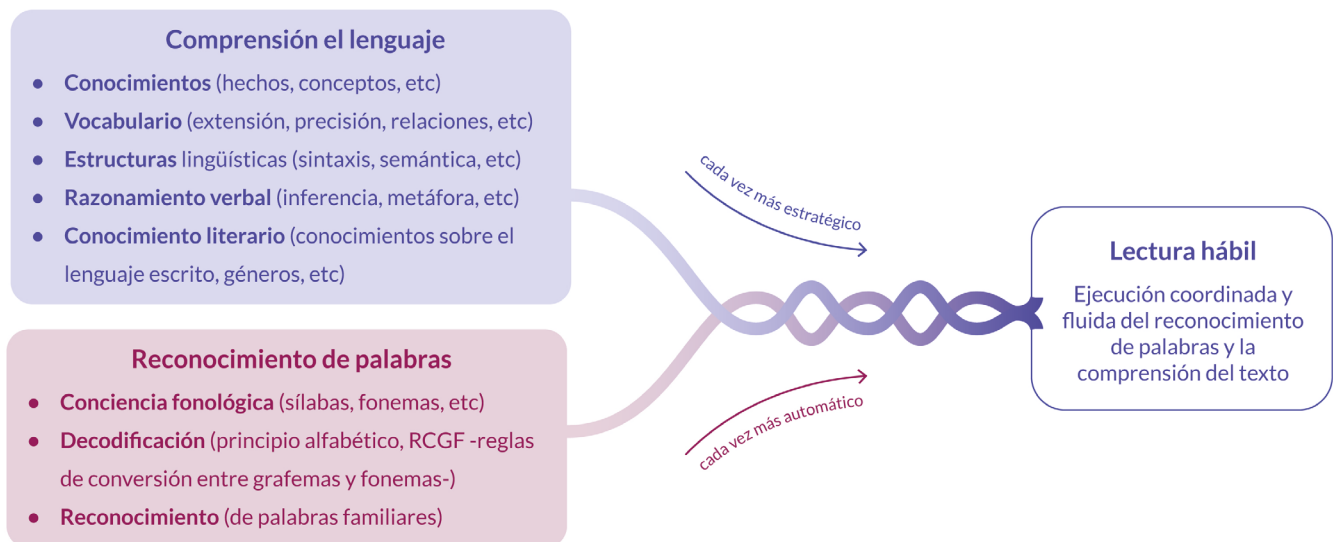 Comprensión el lenguaje
● Conocimientos (hechos, conceptos, etc)
● Vocabulario (extensión, precisión, relaciones, etc)
● Estructuras lingüísticas (sintaxis, semántica, etc)
● Razonamiento verbal (inferencia, metáfora, etc)
● Conocimiento literario (conocimientos sobre el
lenguaje escrito, géneros, etc)
Reconocimiento de palabras
● Conciencia fonológica (sílabas, fonemas, etc)
● Decodificación (principio alfabético, RCGF -reglas
de conversión entre grafemas y fonemas-)
● Reconocimiento (de palabras familiares)
cada vez más estratégico
cada vez más automático
Lectura hábil
Ejecución coordinada y
fluida del reconocimiento
de palabras y la
comprensión del texto